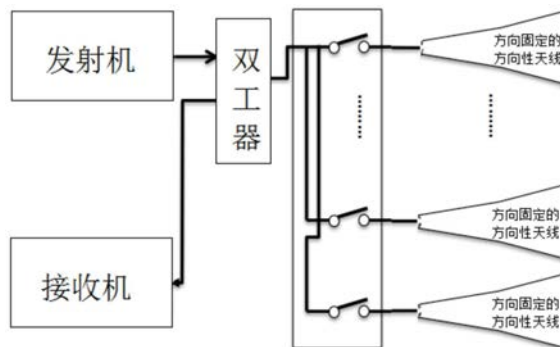 发射机
双
工
器
接收机
方向固定的
方向性天线
方向固定的
方向性天线
方向固定的
方向性天线